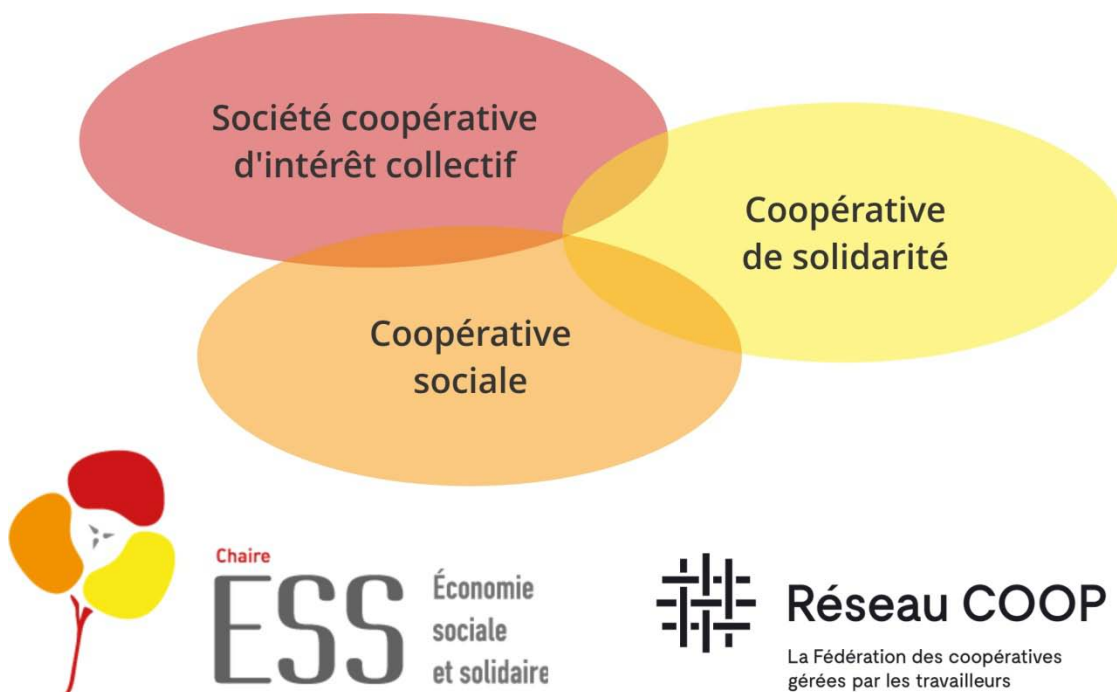 Société coopérative
d'intérêt collectif
Coopérative
de solidarité
Coopérative
sociale
Chaire
ESS
Économie
sociale
et solidaire
Réseau COOP
La Fédération des coopératives
gérées par les travailleurs